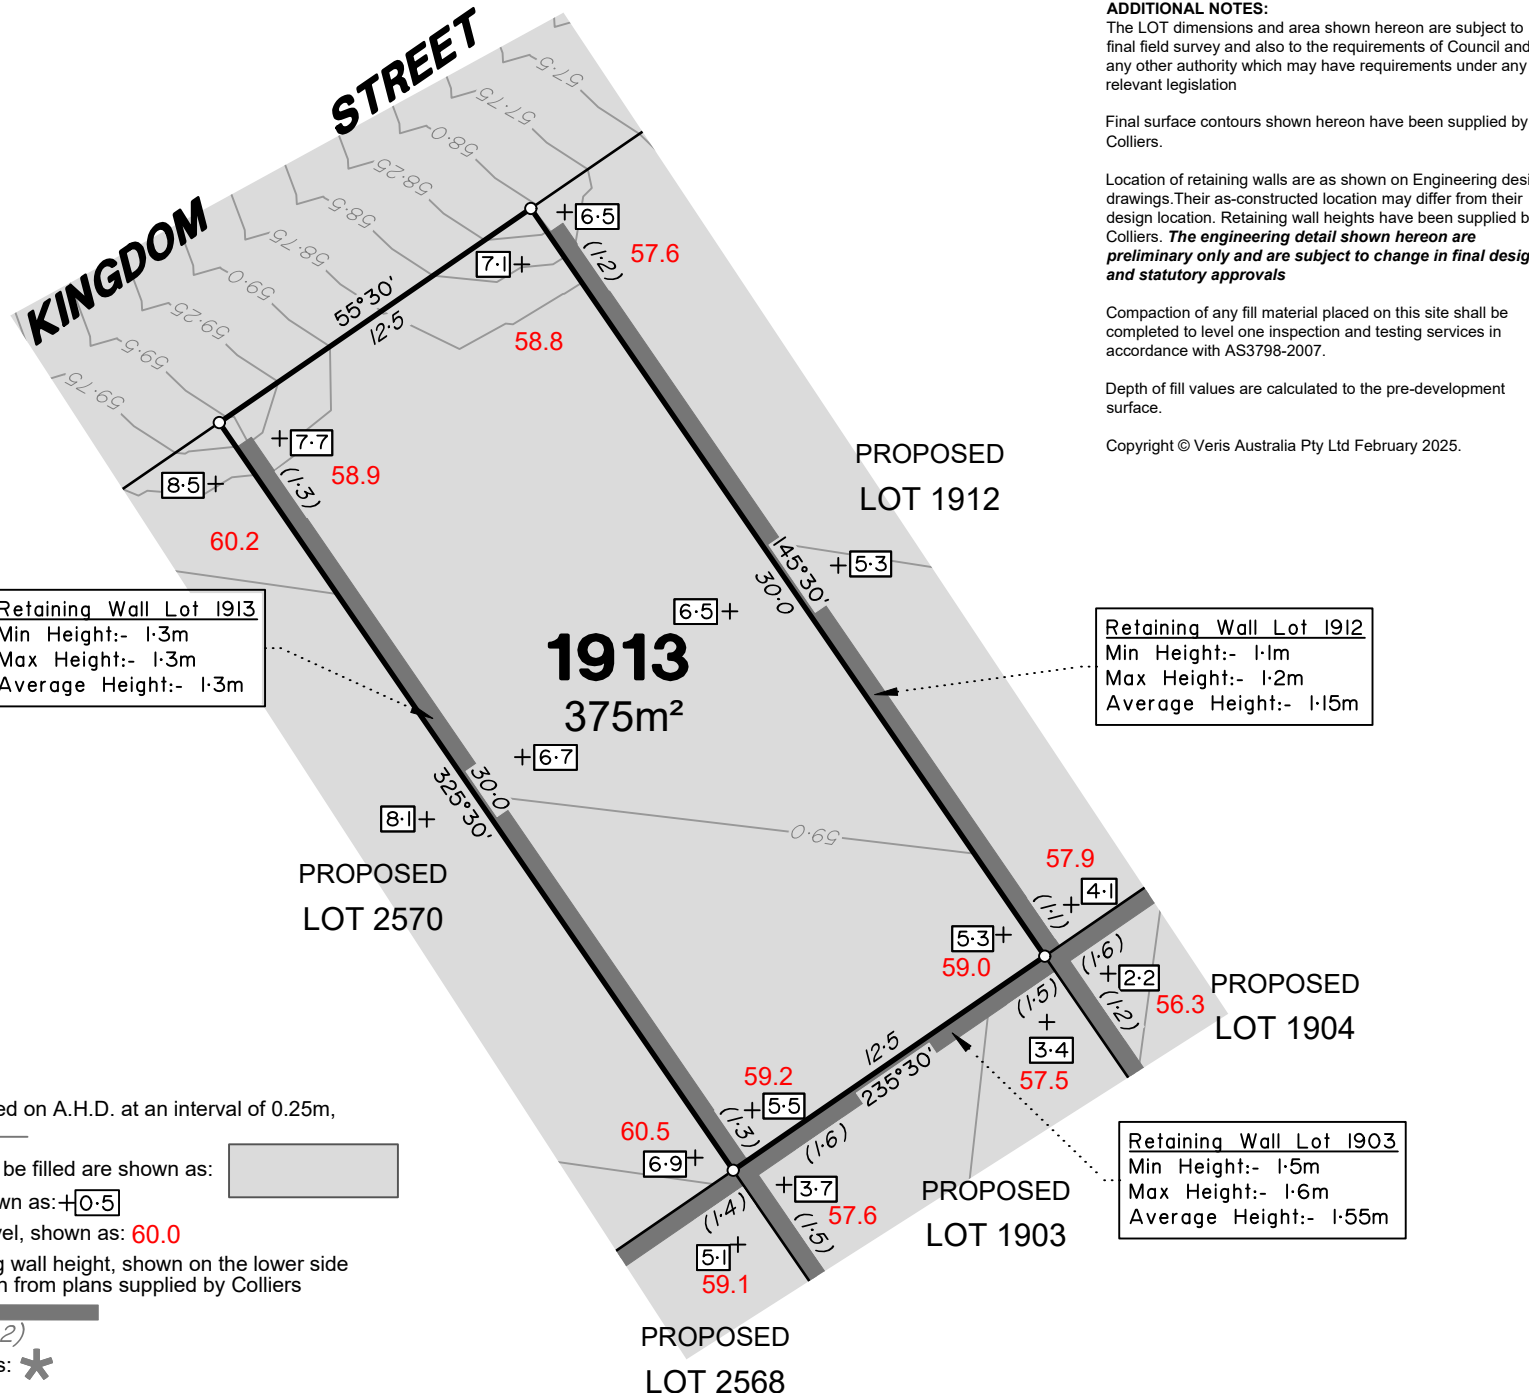 ADDITIONAL NOTES:
The LOT dimensions and area shown hereon are subject to
final field survey and also to the requirements of Council and
any other authority which may have requirements under any
relevant legislation
Final surface contours shown hereon have been supplied by
Colliers.
Location of retaining walls are as shown on Engineering desi
drawings.Their as-constructed location may differ from their
design location. Retaining wall heights have been supplied b
Colliers. The engineering detail shown hereon are
preliminary only and are subject to change in final desig
and statutory approvals
Compaction of any fill material placed on this site shall be
completed to level one inspection and testing services in
accordance with AS3798-2007.
Depth of fill values are calculated to the pre-development
surface.
Copyright © Veris Australia Pty Ltd February 2025.
KINGDOM STREET
57·5
57·75
58·0
58·25
58·5
58·75
59·0
59·25
59·5
59·75
6·5
(1·2)
57.6
7·1
55°30'
12·5
58.8
7·7
(1·3)
58.9
8·5
60.2
PROPOSED
LOT 1912
145°30'
30·0
5·3
6·5
1913
375m²
6·7
30·0
325°30'
8·1
59·0
PROPOSED
LOT 2570
Retaining Wall Lot 1913
Min Height:- 1·3m
Max Height:- 1·3m
Average Height:- 1·3m
Retaining Wall Lot 1912
Min Height:- 1·1m
Max Height:- 1·2m
Average Height:- 1·15m
57.9
4·1
(1·1)
5·3
59.0
(1·6)
2·2
(1·2)
56.3
PROPOSED
LOT 1904
(1·5)
3·4
57.5
12·5
235°30'
59.2
5·5
(1·3)
60.5
6·9
(1·6)
3·7
57.6
(1·5)
(1·4)
5·1
59.1
PROPOSED
LOT 1903
PROPOSED
LOT 2568
Retaining Wall Lot 1903
Min Height:- 1·5m
Max Height:- 1·6m
Average Height:- 1·55m
ed on A.H.D. at an interval of 0.25m,
be filled are shown as:
wn as: +0·5
vel, shown as: 60.0
g wall height, shown on the lower side
n from plans supplied by Colliers
2)
s: